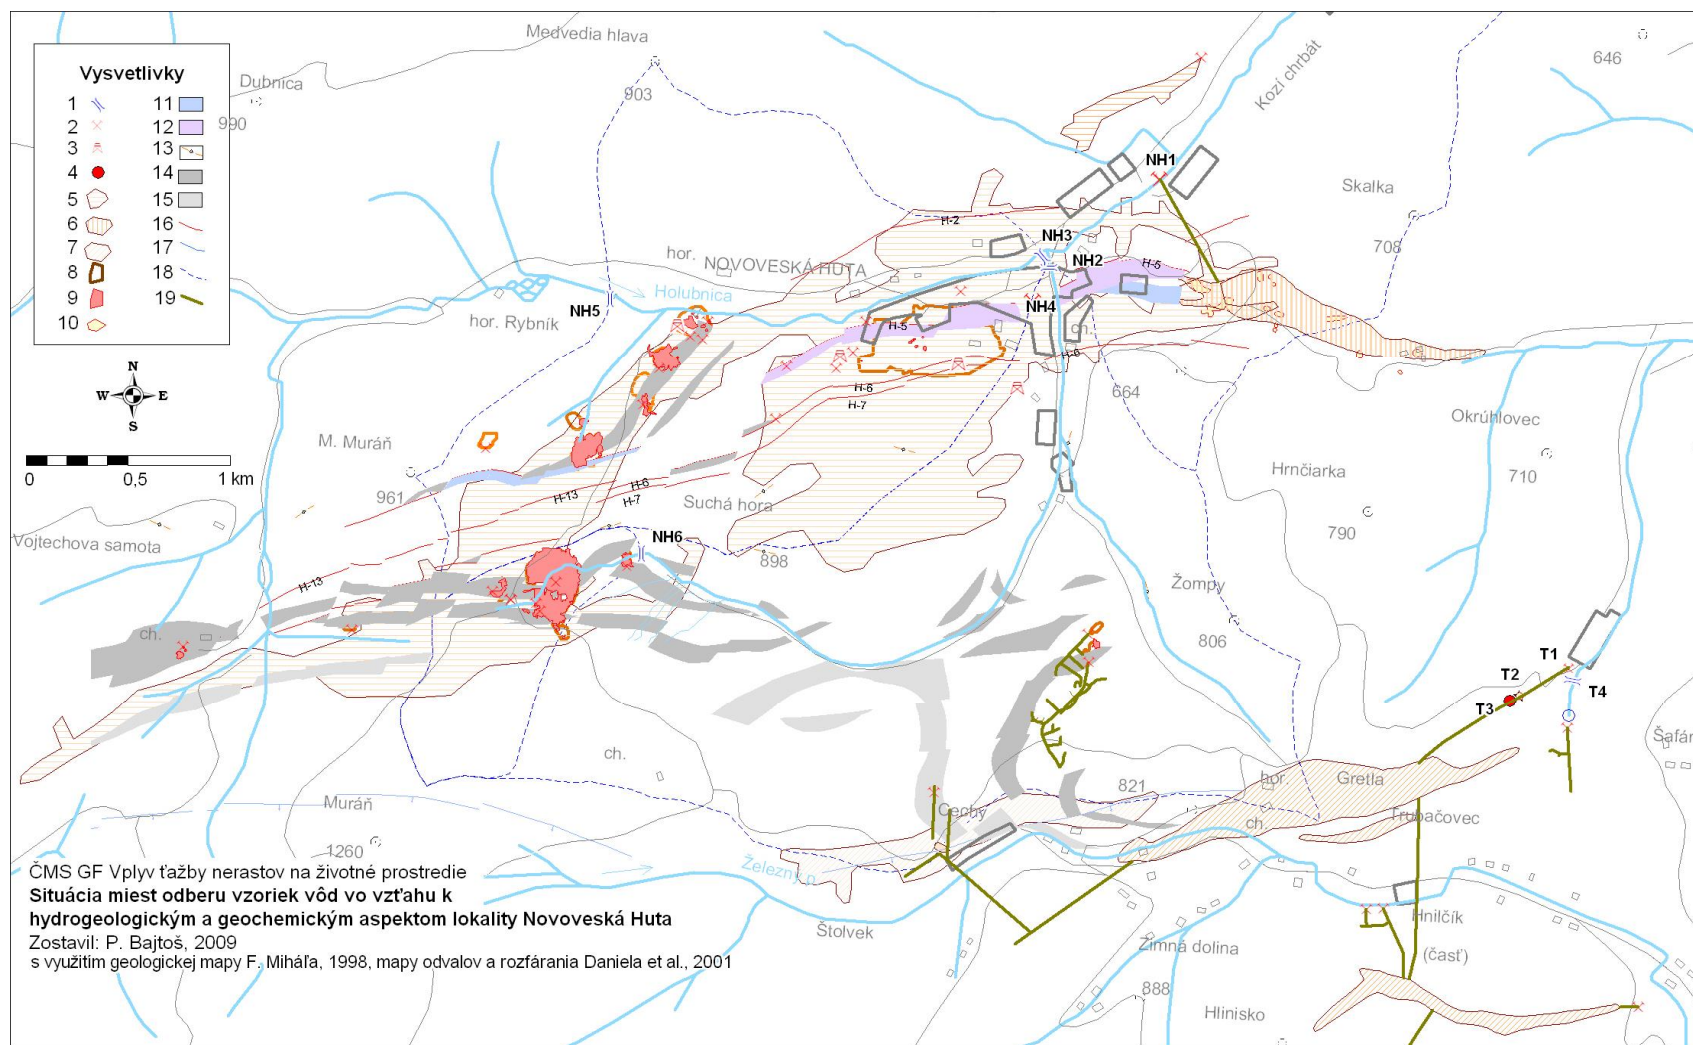 Vysvetlivky
1
2
3
4
5
6
7
8
9
10
11
12
13
14
15
16
17
18
19
N
W
E
S
0
0,5
1 km
Medvedia hlava
Dubnica
990
903
Kozí chrbát
646
NH1
Skalka
708
H-2
NH3
hor.
NOVOVESKÁ HUTA
NH2
H-5
Holubnica
NH5
NH4
hor. Rybník
H-5
ch.
H-6
H-6
H-7
664
Okrúhlovec
M. Muráň
961
Hrnčiarka
710
H-13
H-6
H-7
Suchá hora
790
Vojtechova samota
NH6
898
H-13
Žompy
ch.
806
T1
T2
T3
T4
Šafár
ch.
hor.
Gretla
821
Muráň
Čechy
ch.
Trubačovec
1260
Železný p.
ČMS GF Vplyv ťažby nerastov na životné prostredie
Situácia miest odberu vzoriek vôd vo vzťahu k
hydrogeologickým a geochemickým aspektom lokality Novoveská Huta
Zostavil: P. Bajtoš, 2009
s využitím geologickej mapy F. Miháľa, 1998, mapy odvalov a rozfárania Daniela et al., 2001
Štolvek
Hnilčík
(časť)
Zimná dolina
888
Hlinisko